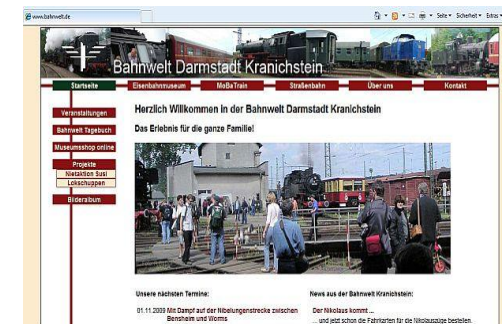 www.bahnwelt.de
Seite Sicherheit Extras
Bahnwelt Darmstadt Kranichstein
Startseite Eisenbahnmuseum MoBaTrain Straßenbahn Über uns Kontakt
Veranstaltungen
Bahnwelt Tagebuch
Museumsshop online
Projekte
Nietaktion Susi
Lokschuppen
Bilderalbum
Herzlich Willkommen in der Bahnwelt Darmstadt Kranichstein
Das Erlebnis für die ganze Familie!
Unsere nächsten Termine:
01.11.2009 Mit Dampf auf der Nibelungenstrecke zwischen
Bensheim und Worms
News aus der Bahnwelt Kranichstein:
Der Nikolaus kommt ...
... und jetzt schon die Fahrkarten für die Nikolauszüge bestellen.